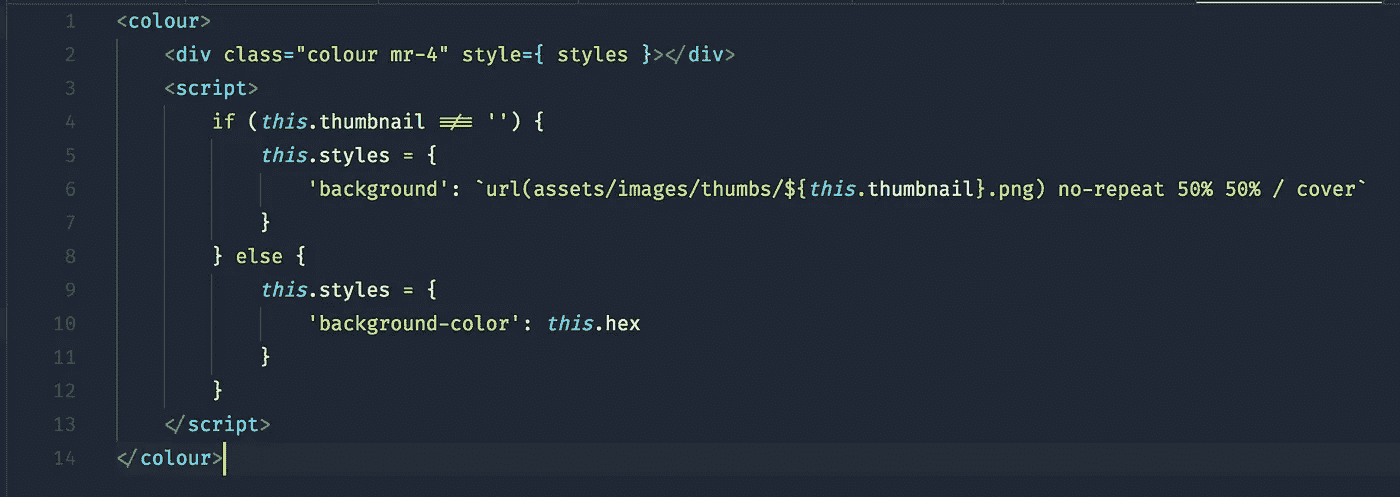 1 <colour>
2     <div class="colour mr-4" style={ styles }></div>
3     <script>
4         if (this.thumbnail !== '') {
5             this.styles = {
6                 'background': `url(assets/images/thumbs/${this.thumbnail}.png) no-repeat 50% 50% / cover`
7             }
8         } else {
9             this.styles = {
10                 'background-color': this.hex
11             }
12         }
13     </script>
14 </colour>